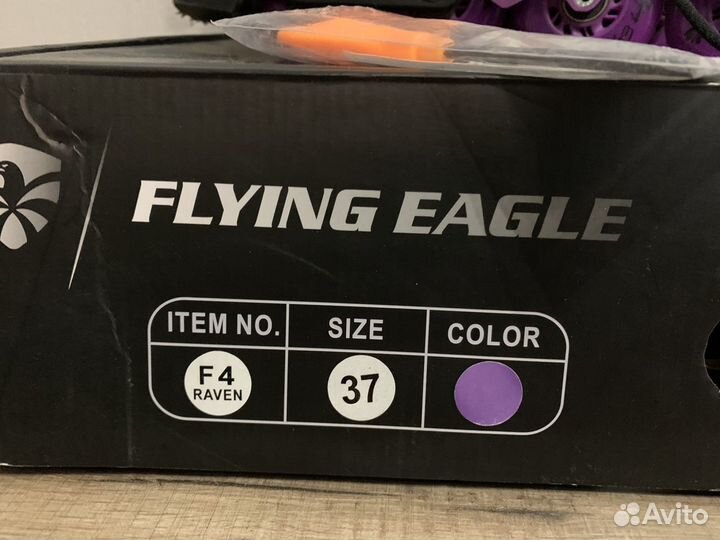 FLYING EAGLE
ITEM NO. SIZE COLOR
F4 37
RAVEN
Avito